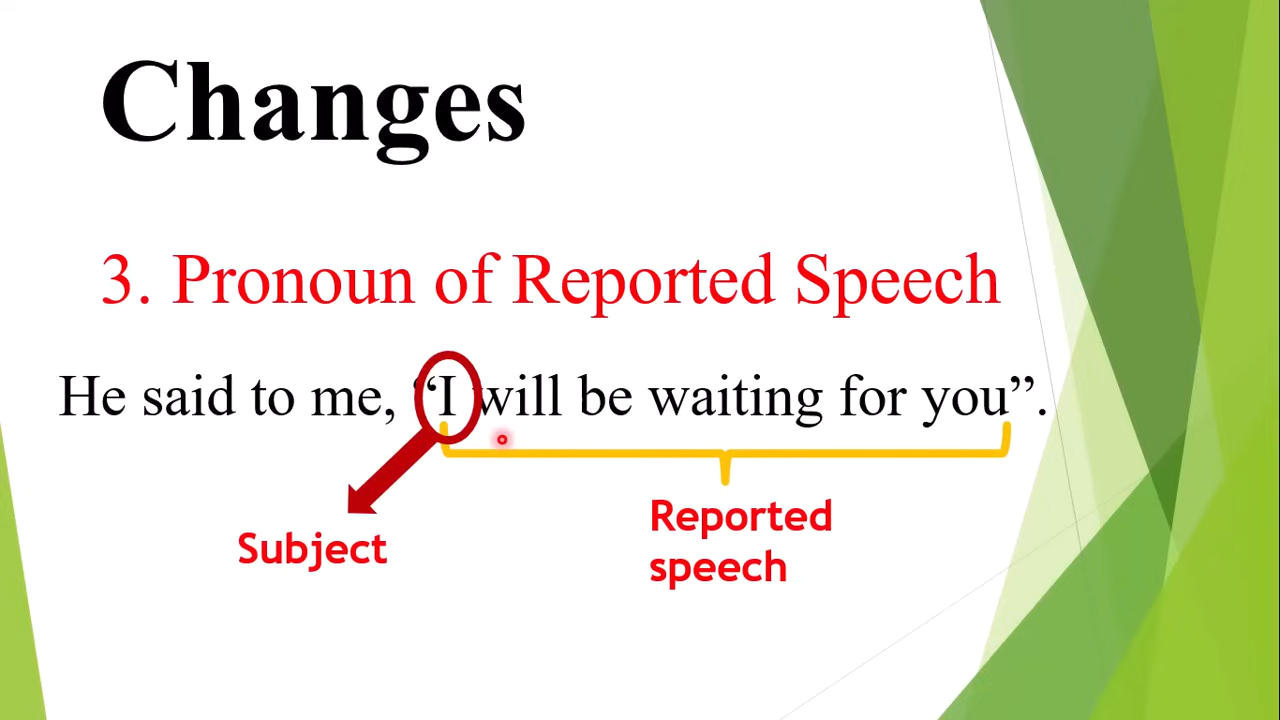 Changes
3. Pronoun of Reported Speech
He said to me, “I will be waiting for you”.
Subject
Reported
speech